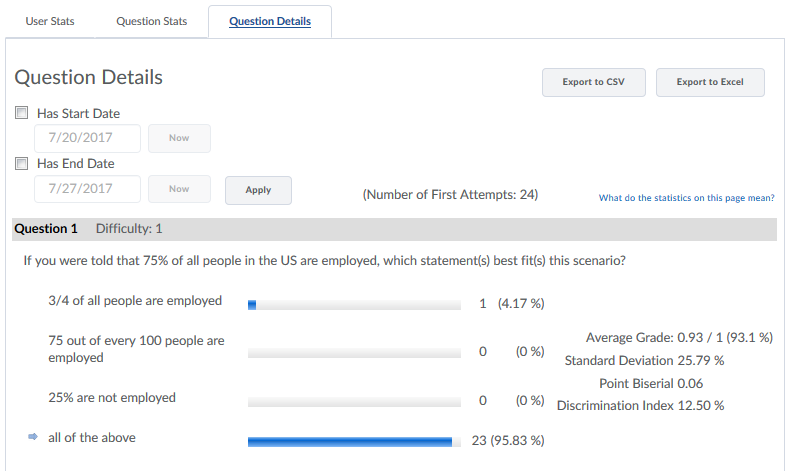 User Stats
Question Stats
Question Details
Question Details
Export to CSV
Export to Excel
Has Start Date
7/20/2017
Now
Has End Date
7/27/2017
Now
Apply
(Number of First Attempts: 24)
What do the statistics on this page mean?
Question 1 Difficulty: 1
If you were told that 75% of all people in the US are employed, which statement(s) best fit(s) this scenario?
3/4 of all people are employed
1 (4.17 %)
75 out of every 100 people are
employed
0 (0 %)
25% are not employed
0 (0 %)
all of the above
23 (95.83 %)
Average Grade: 0.93 / 1 (93.1 %)
Standard Deviation 25.79 %
Point Biserial 0.06
Discrimination Index 12.50 %